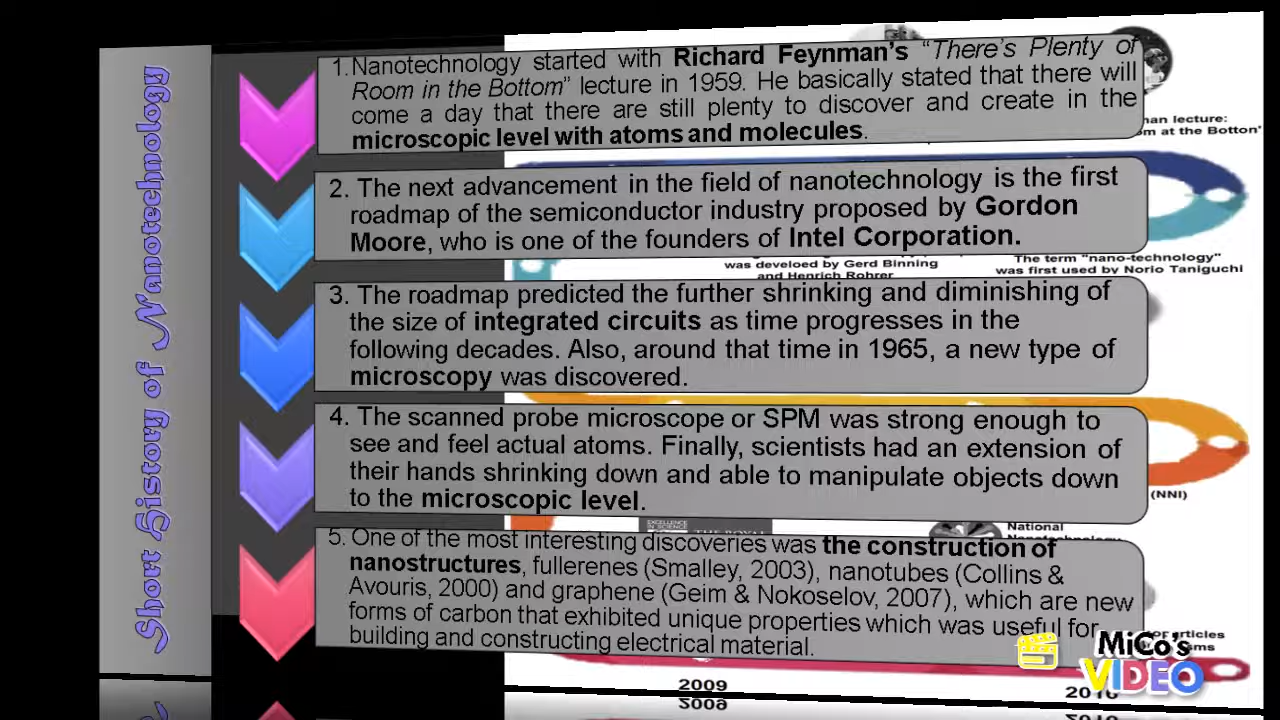 Short History of Nanotechnology
1. Nanotechnology started with Richard Feynman's "There's Plenty of
Room in the Bottom" lecture in 1959. He basically stated that there will
come a day that there are still plenty to discover and create in the
microscopic level with atoms and molecules.
an lecture:
m at the Botton'
2. The next advancement in the field of nanotechnology is the first
roadmap of the semiconductor industry proposed by Gordon
Moore, who is one of the founders of Intel Corporation.
was develoed by Gerd Binning
and Henrich Rohrer
The term "nano-technology"
was first used by Norio Taniguchi
3. The roadmap predicted the further shrinking and diminishing of
the size of integrated circuits as time progresses in the
following decades. Also, around that time in 1965, a new type of
microscopy was discovered.
4. The scanned probe microscope or SPM was strong enough to
see and feel actual atoms. Finally, scientists had an extension of
their hands shrinking down and able to manipulate objects down
to the microscopic level.
(NNI)
EXCELLENCE
IN SCIENCE
THE ROYAL
National
5. One of the most interesting discoveries was the construction of
nanostructures, fullerenes (Smalley, 2003), nanotubes (Collins &
Avouris, 2000) and graphene (Geim & Nokoselov, 2007), which are new
forms of carbon that exhibited unique properties which was useful for
building and constructing electrical material.
articles
MiCo's
VIDEO
2009